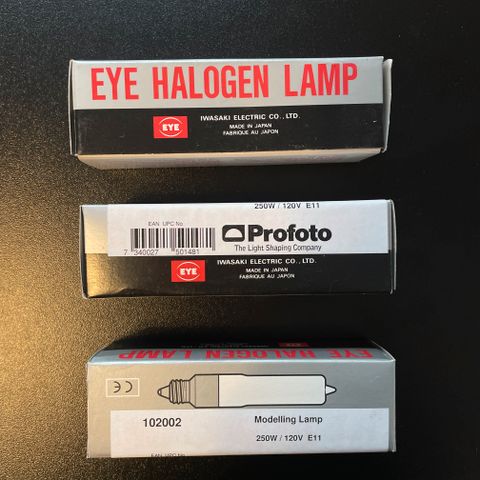 EYE HALOGEN LAMP
IWASAKI ELECTRIC CO., LTD.
MADE IN JAPAN
FABRIQUE AU JAPON
EYE
250W / 120V E11
EAN UPC No
7 340027 501481
Profoto
The Light Shaping Company
IWASAKI ELECTRIC CO., LTD.
MADE IN JAPAN
FABRIQUE AU JAPON
EYE
EYE HALOGEN LAMP
CE
102002
Modelling Lamp
250W / 120V E11
EAN UPC No